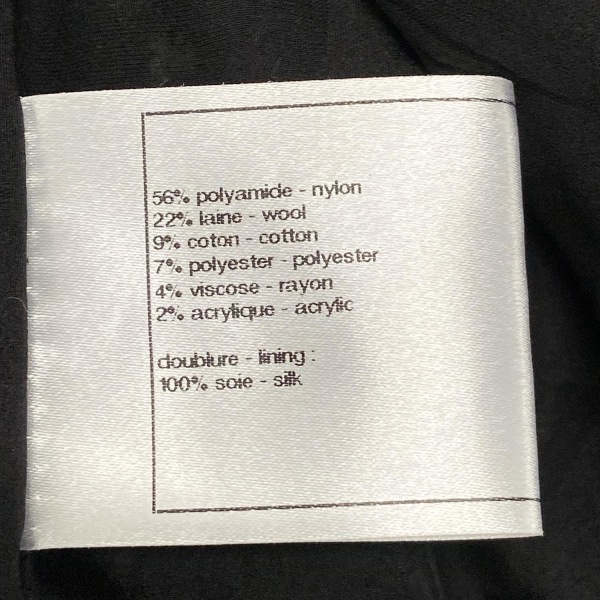 56% polyamide - nylon
22% laine - wool
9% coton - cotton
7% polyester - polyester
4% viscose - rayon
2% acrylique - acrylic
doublure - lining :
100% soie - silk